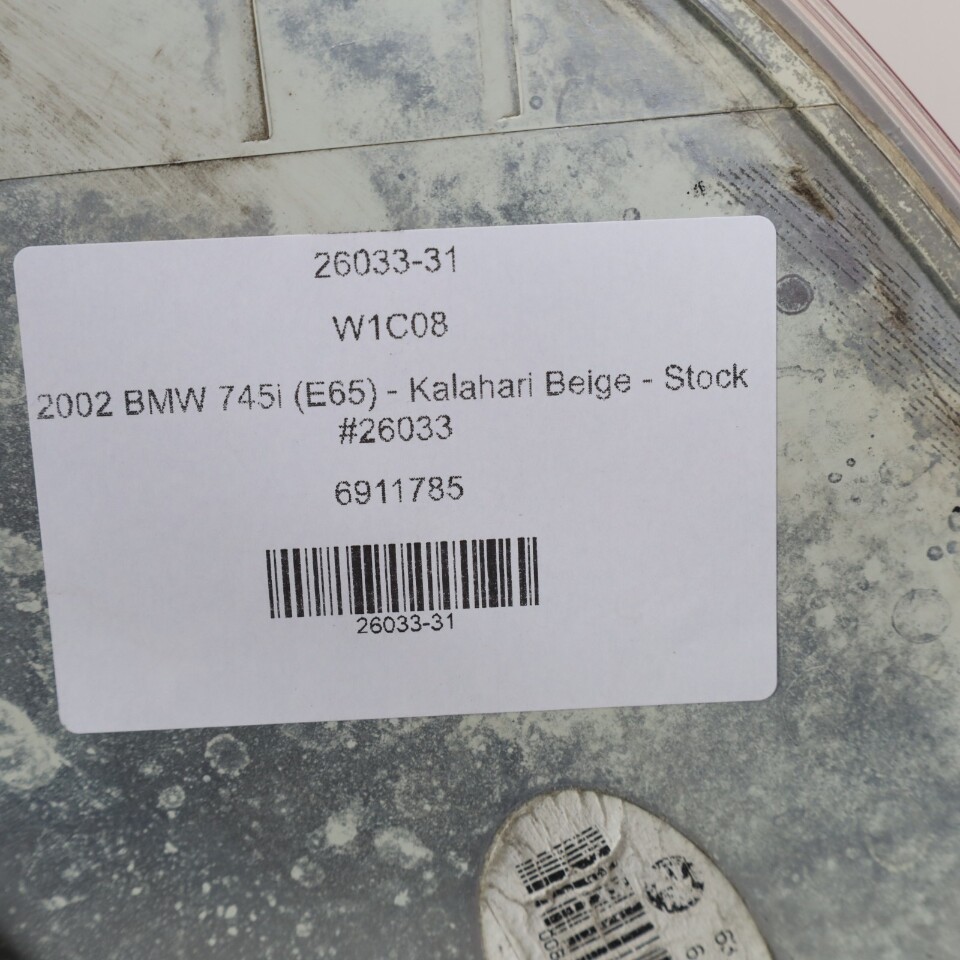 26033-31
W1C08
2002 BMW 745i (E65) - Kalahari Beige - Stock
#26033
6911785
26033-31